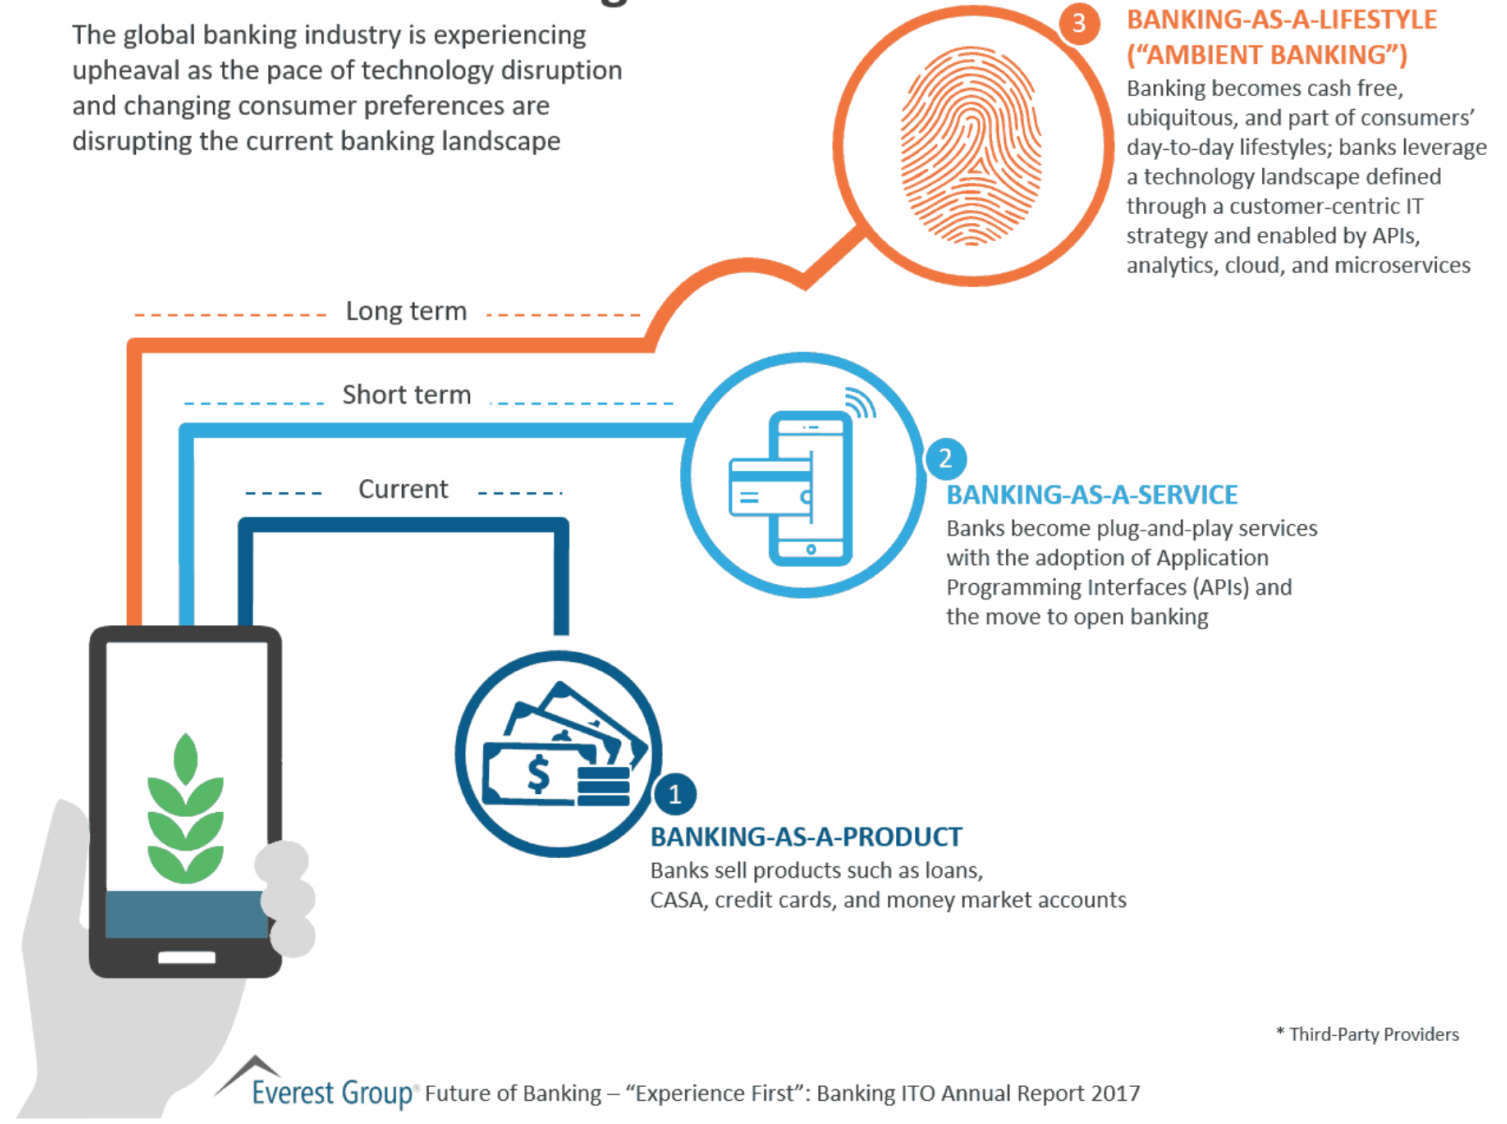 The global banking industry is experiencing
upheaval as the pace of technology disruption
and changing consumer preferences are
disrupting the current banking landscape
3
BANKING-AS-A-LIFESTYLE
(“AMBIENT BANKING”)
Banking becomes cash free,
ubiquitous, and part of consumers’
day-to-day lifestyles; banks leverage
a technology landscape defined
through a customer-centric IT
strategy and enabled by APIs,
analytics, cloud, and microservices
Long term
Short term
Current
2
BANKING-AS-A-SERVICE
Banks become plug-and-play services
with the adoption of Application
Programming Interfaces (APIs) and
the move to open banking
$
1
BANKING-AS-A-PRODUCT
Banks sell products such as loans,
CASA, credit cards, and money market accounts
* Third-Party Providers
Everest Group® Future of Banking – “Experience First”: Banking ITO Annual Report 2017